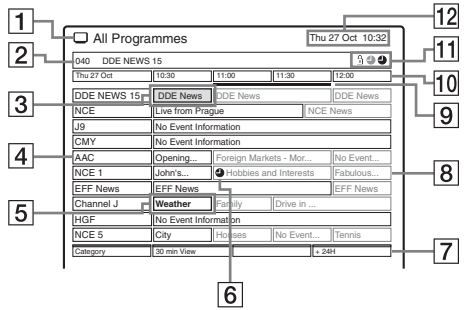 12
1 All Programmes Thu 27 Oct 10:32
2 040 DDE NEWS 15 11
Thu 27 Oct 10:30 11:00 11:30 12:00 10
3 DDE NEWS 15 DDE News DDE News DDE News 9
NCE Live from Prague NCE News
J9 No Event Information
CMY No Event Information
4 AAC Opening... Foreign Markets - Mor... No Event...
NCE 1 John's... Hobbies and Interests Fabulous... 8
EFF News EFF News EFF News
5 Channel J Weather Family Drive in ...
HGF No Event Information
NCE 5 City Houses No Event... Tennis
Category 30 min View + 24H 7
6